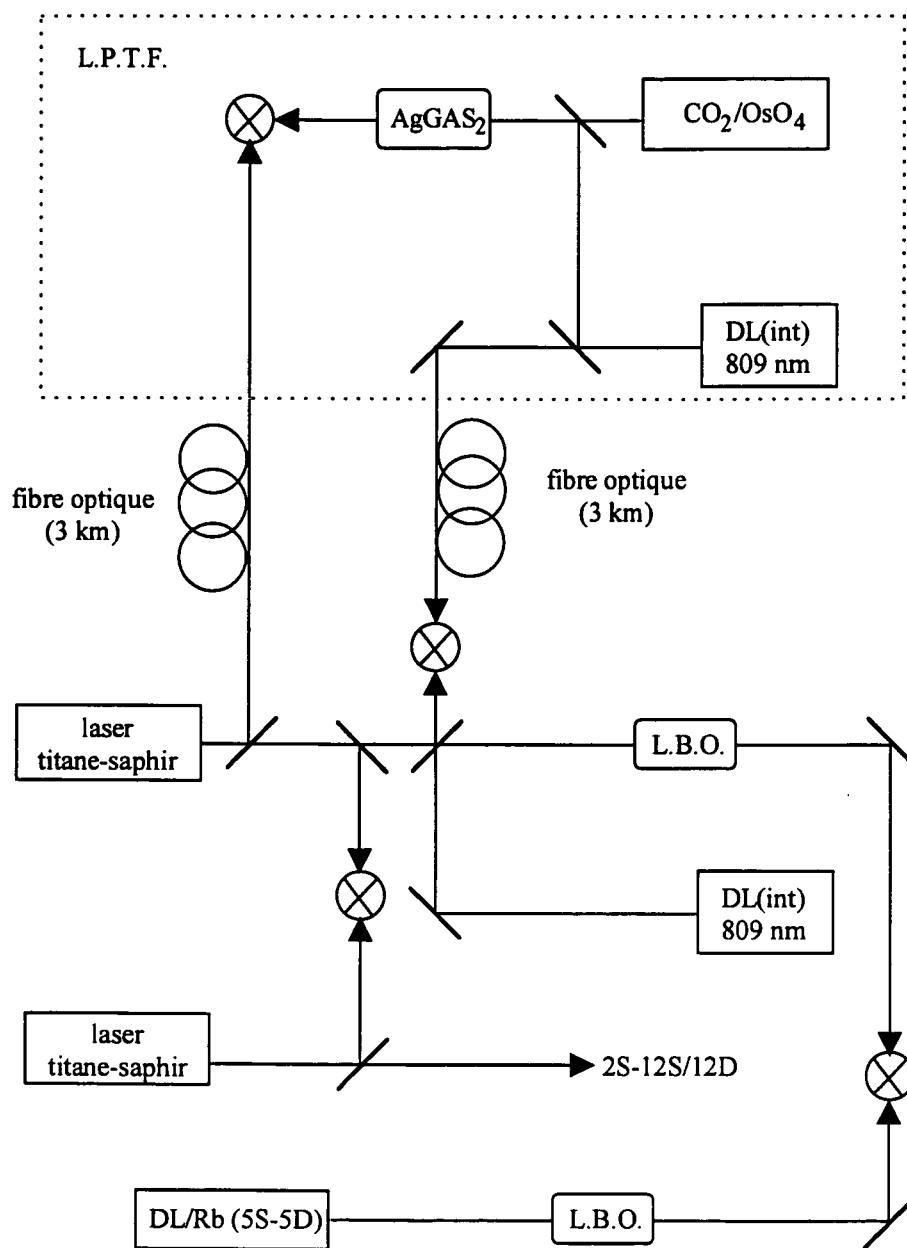 L.P.T.F.
AgGAS2
CO2/OsO4
DL(int)
809 nm
fibre optique
(3 km)
fibre optique
(3 km)
laser
titane-saphir
L.B.O.
DL(int)
809 nm
laser
titane-saphir
2S-12S/12D
DL/Rb (5S-5D)
L.B.O.